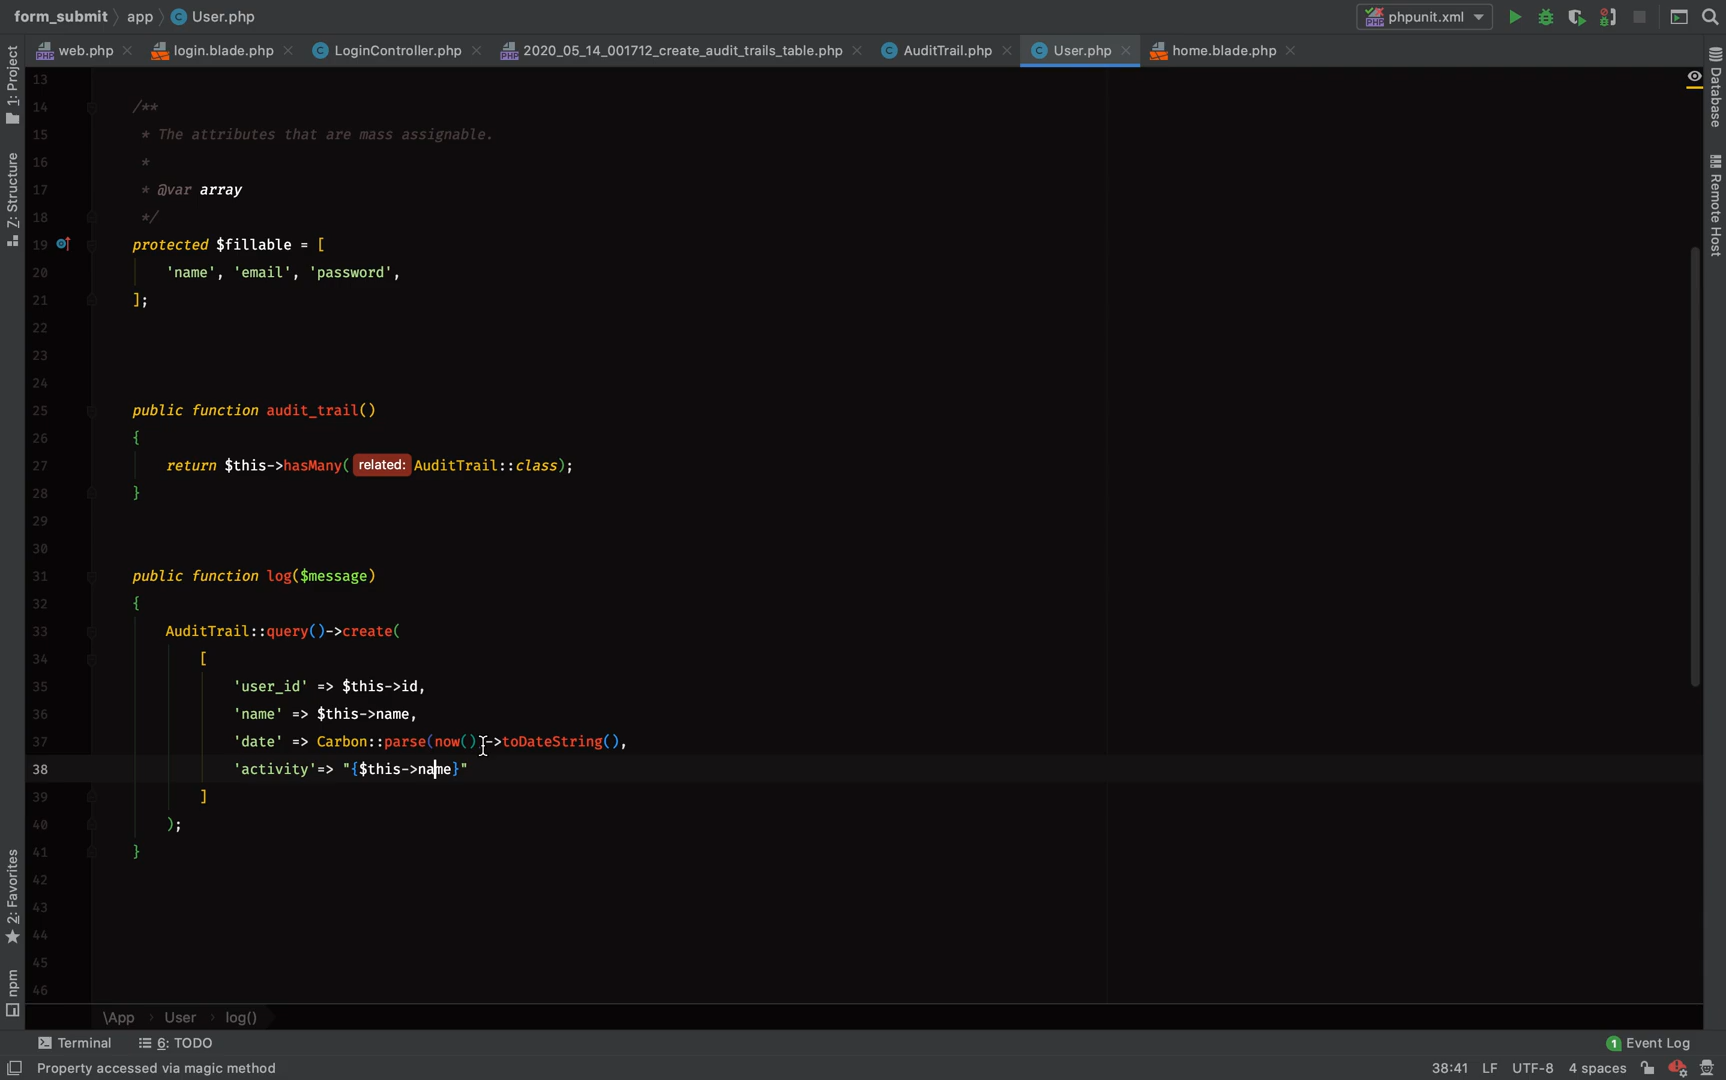 form_submit app User.php phpunit.xml
web.php login.blade.php LoginController.php 2020_05_14_001712_create_audit_trails_table.php AuditTrail.php User.php home.blade.php
1: Project
Z: Structure
2: Favorites
npm
Database
Remote Host
13
14 /**
15 * The attributes that are mass assignable.
16 *
17 * @var array
18 */
19 protected $fillable = [
20 'name', 'email', 'password',
21 ];
22
23
24
25 public function audit_trail()
26 {
27 return $this->hasMany( related: AuditTrail::class);
28 }
29
30
31 public function log($message)
32 {
33 AuditTrail::query()->create(
34 [
35 'user_id' => $this->id,
36 'name' => $this->name,
37 'date' => Carbon::parse(now())->toDateString(),
38 'activity'=> "{$this->name}"
39 ]
40 );
41 }
42
43
44
45
46
\App User log()
Terminal 6: TODO 1 Event Log
Property accessed via magic method 38:41 LF UTF-8 4 spaces